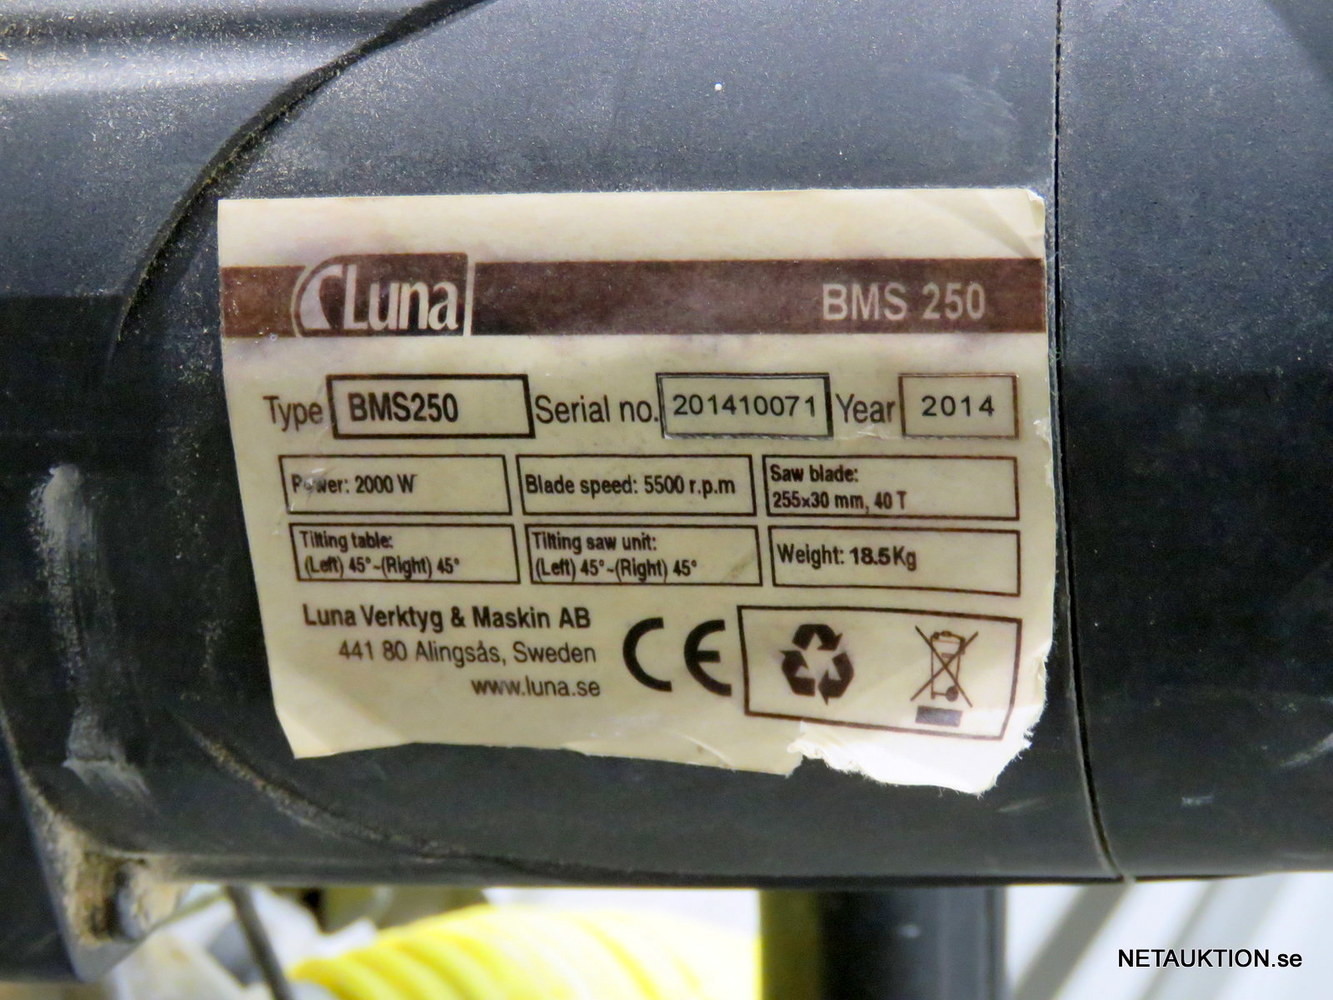 Luna
BMS 250
Type BMS250 Serial no. 201410071 Year 2014
Power: 2000 W
Blade speed: 5500 r.p.m
Saw blade:
255x30 mm, 40 T
Tilting table:
(Left) 45°~(Right) 45°
Tilting saw unit:
(Left) 45°~(Right) 45°
Weight: 18.5Kg
Luna Verktyg & Maskin AB
441 80 Alingsås, Sweden
www.luna.se
CE
NETAUKTION.se